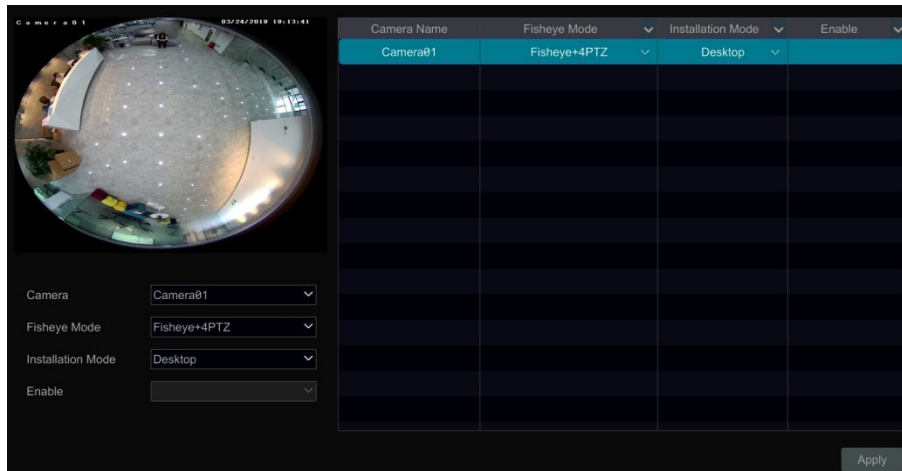 Camera01 03/24/2019 19:13:41
Camera Name Fisheye Mode Installation Mode Enable
Camera01 Fisheye+4PTZ Desktop
Camera Camera01
Fisheye Mode Fisheye+4PTZ
Installation Mode Desktop
Enable
Apply